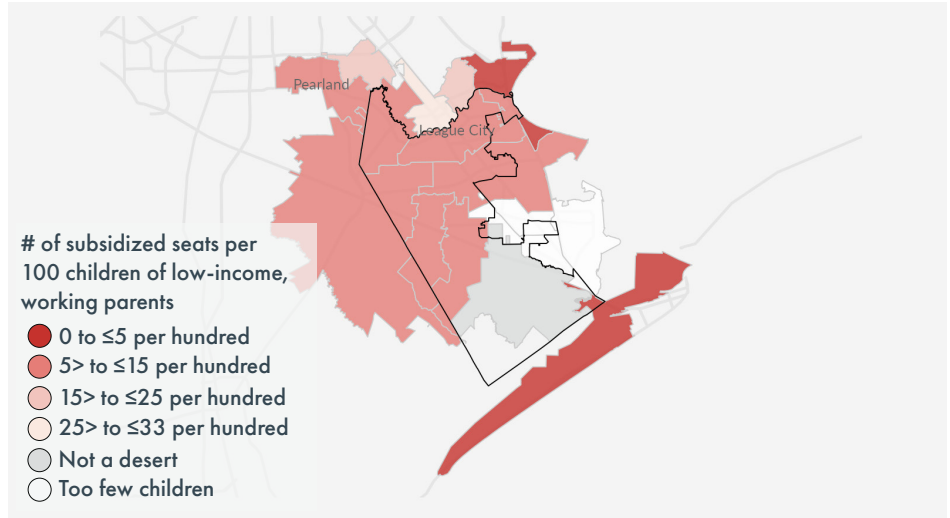 Pearland
League City
# of subsidized seats per
100 children of low-income,
working parents
0 to ≤5 per hundred
5> to ≤15 per hundred
15> to ≤25 per hundred
25> to ≤33 per hundred
Not a desert
Too few children